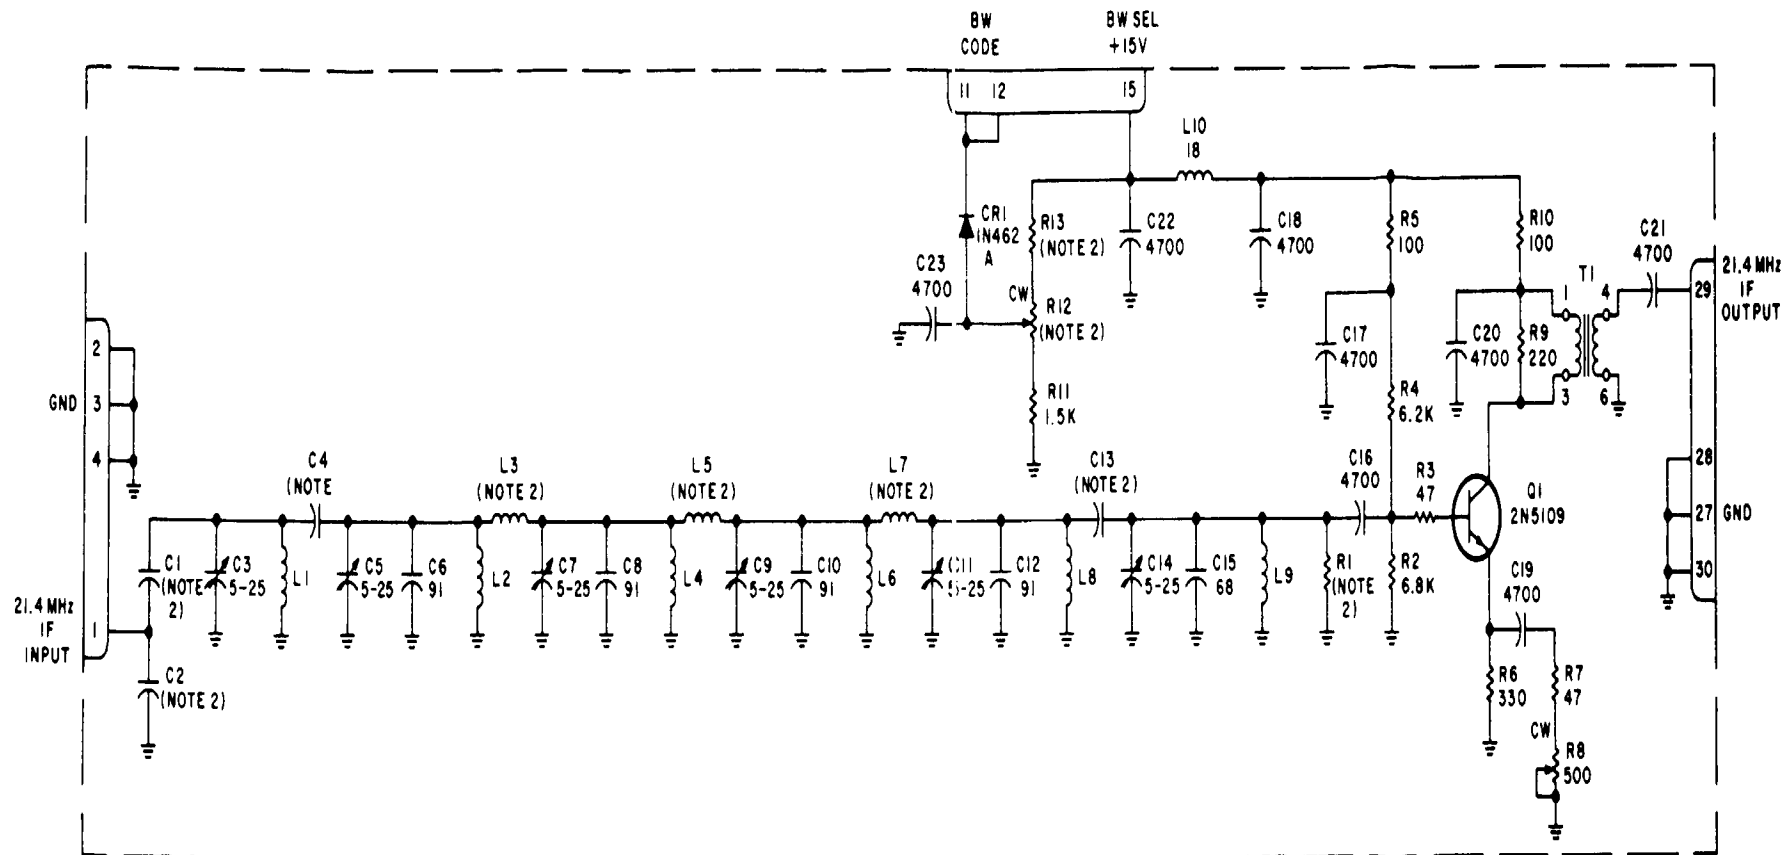 BW
CODE
BW SEL
+15V
11
12
15
L10
18
CR1
1N462
A
R13
(NOTE 2)
C22
4700
C18
4700
R5
100
R10
100
C21
4700
21.4 MHz
29
IF
OUTPUT
C23
4700
CW
R12
(NOTE 2)
T1
1
4
C17
4700
C20
4700
R9
220
3
6
2
GND
3
4
R11
1.5K
R4
6.2K
C4
(NOTE
L3
(NOTE 2)
L5
(NOTE 2)
L7
(NOTE 2)
C13
(NOTE 2)
C16
4700
R3
47
Q1
2N5109
28
27
GND
30
C1
(NOTE
2)
C3
5-25
L1
C5
5-25
C6
91
L2
C7
5-25
C8
91
L4
C9
5-25
C10
91
L6
C11
5-25
C12
91
L8
C14
5-25
C15
68
L9
R1
(NOTE
2)
R2
6.8K
C19
4700
21.4 MHz
IF
INPUT
1
C2
(NOTE 2)
R6
330
R7
47
CW
R8
500